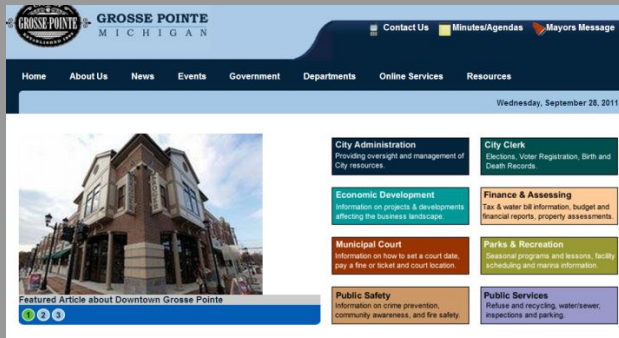 GROSSE POINTE
GROSSE POINTE
MICHIGAN
Contact Us Minutes/Agendas Mayors Message
Home About Us News Events Government Departments Online Services Resources
Wednesday, September 28, 2011
City Administration
Providing oversight and management of
City resources.
City Clerk
Elections, Voter Registration, Birth and
Death Records.
Economic Development
Information on projects & developments
affecting the business landscape.
Finance & Assessing
Tax & water bill information, budget and
financial reports, property assessments.
Municipal Court
Information on how to set a court date,
pay a fine or ticket and court location.
Parks & Recreation
Seasonal programs and lessons, facility
scheduling and marina information.
Public Safety
Information on crime prevention,
community awareness, and fire safety.
Public Services
Refuse and recycling, water/sewer,
inspections and parking.
Featured Article about Downtown Grosse Pointe
1 2 3